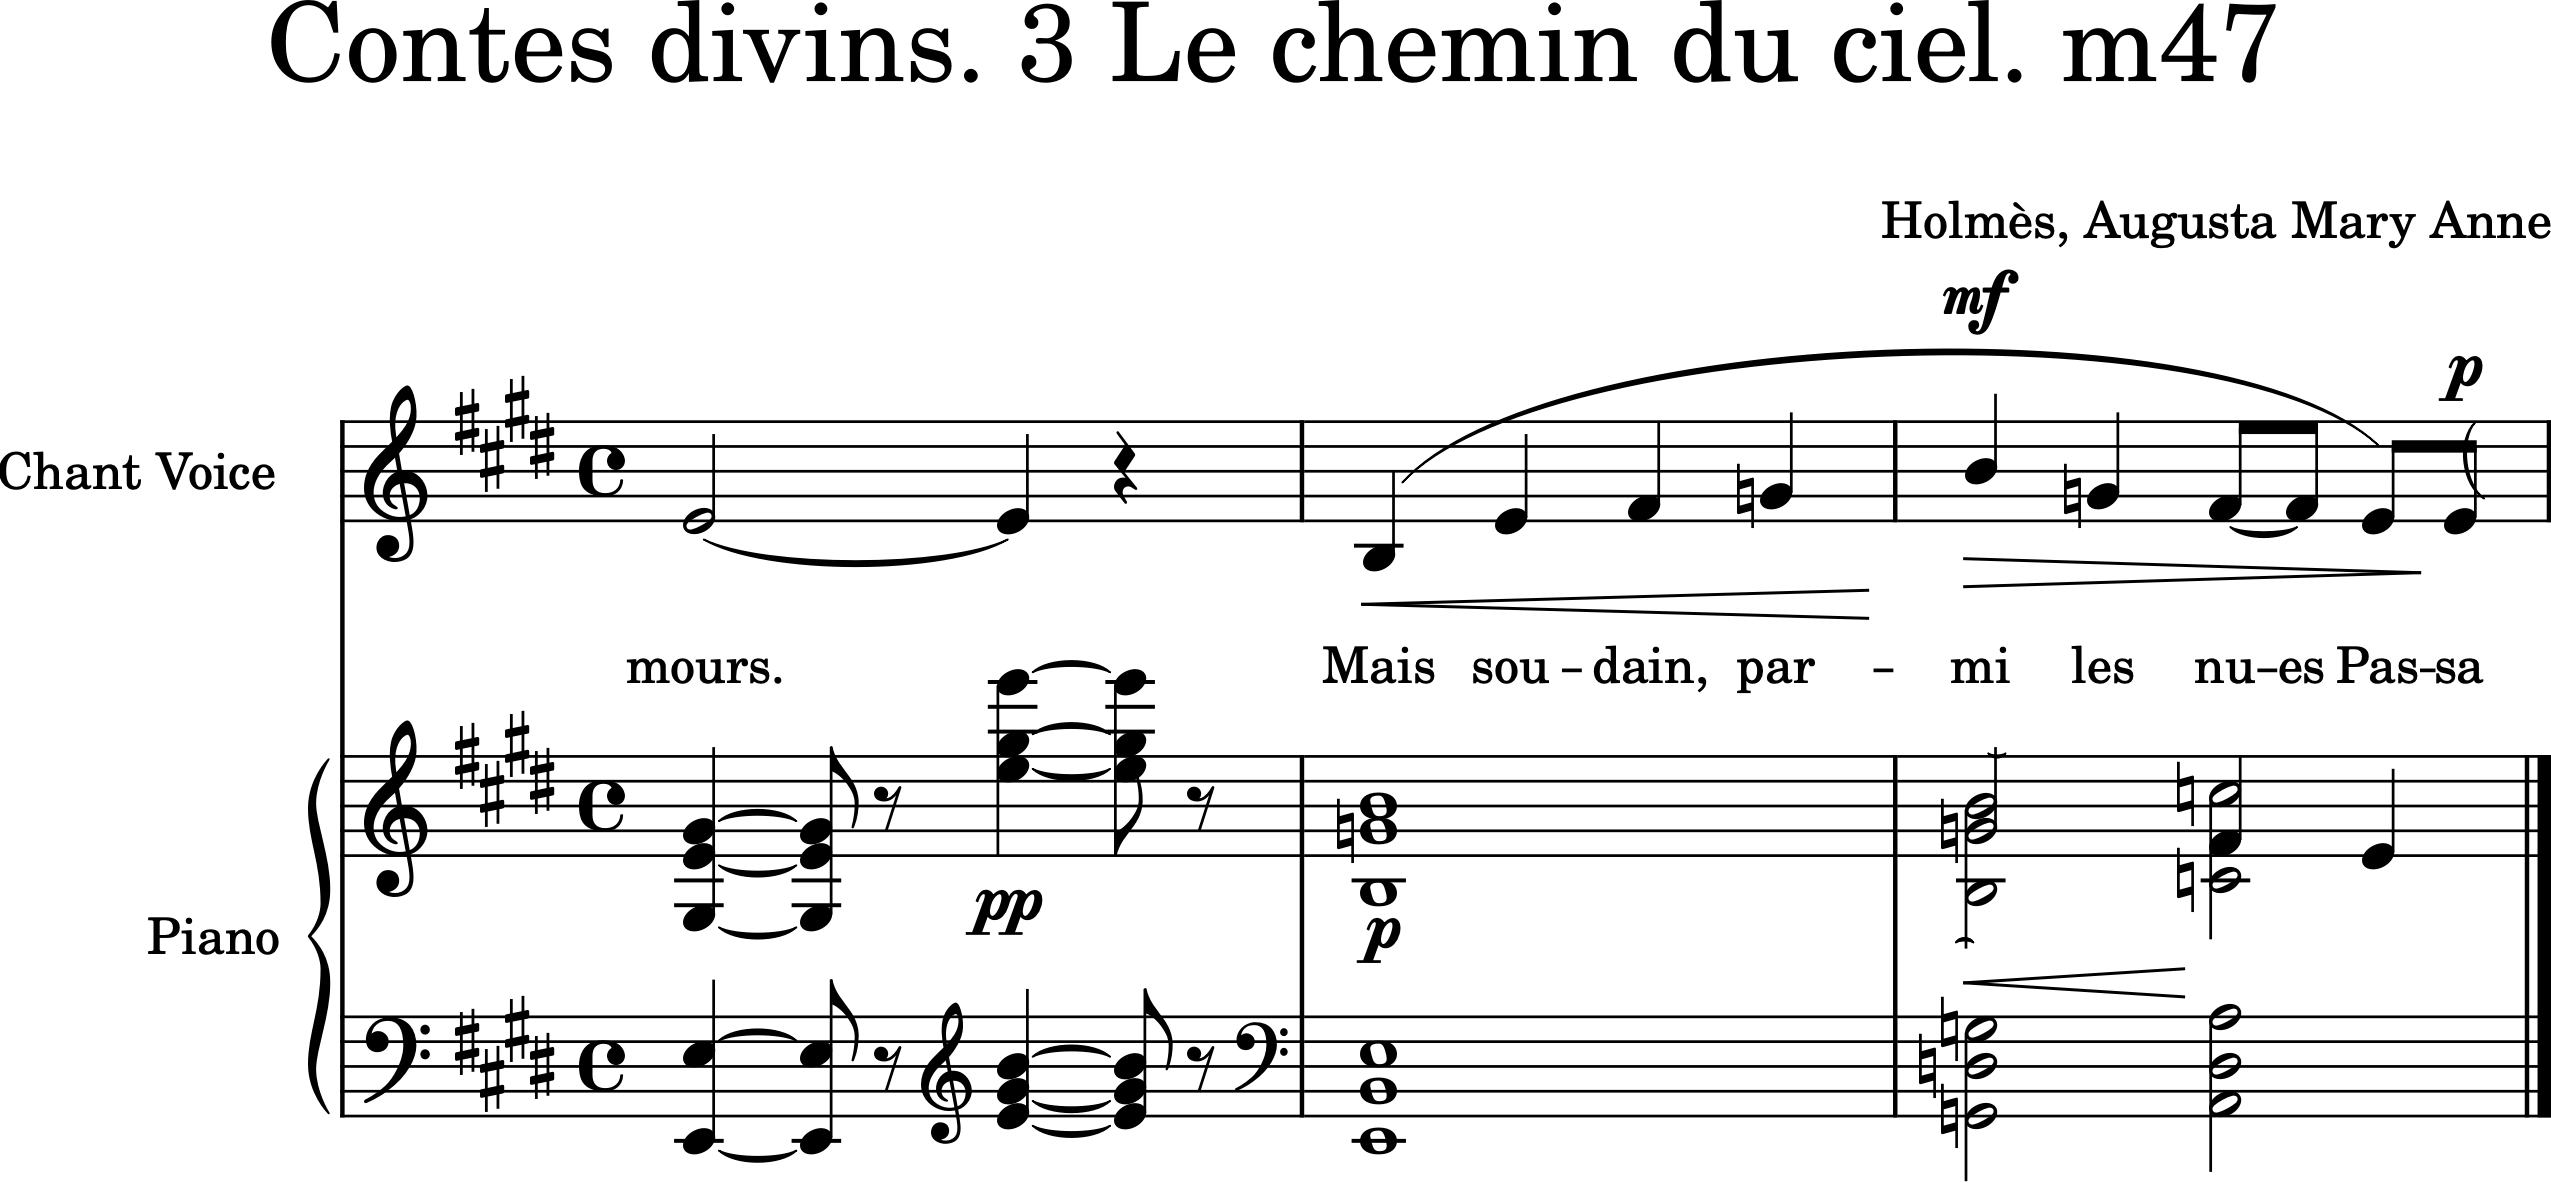 Contes divins. 3 Le chemin du ciel. m47
Holmès, Augusta Mary Anne
mf
p
Chant Voice
mours. Mais sou – dain, par – mi les nu–es Pas–sa
pp
p
Piano